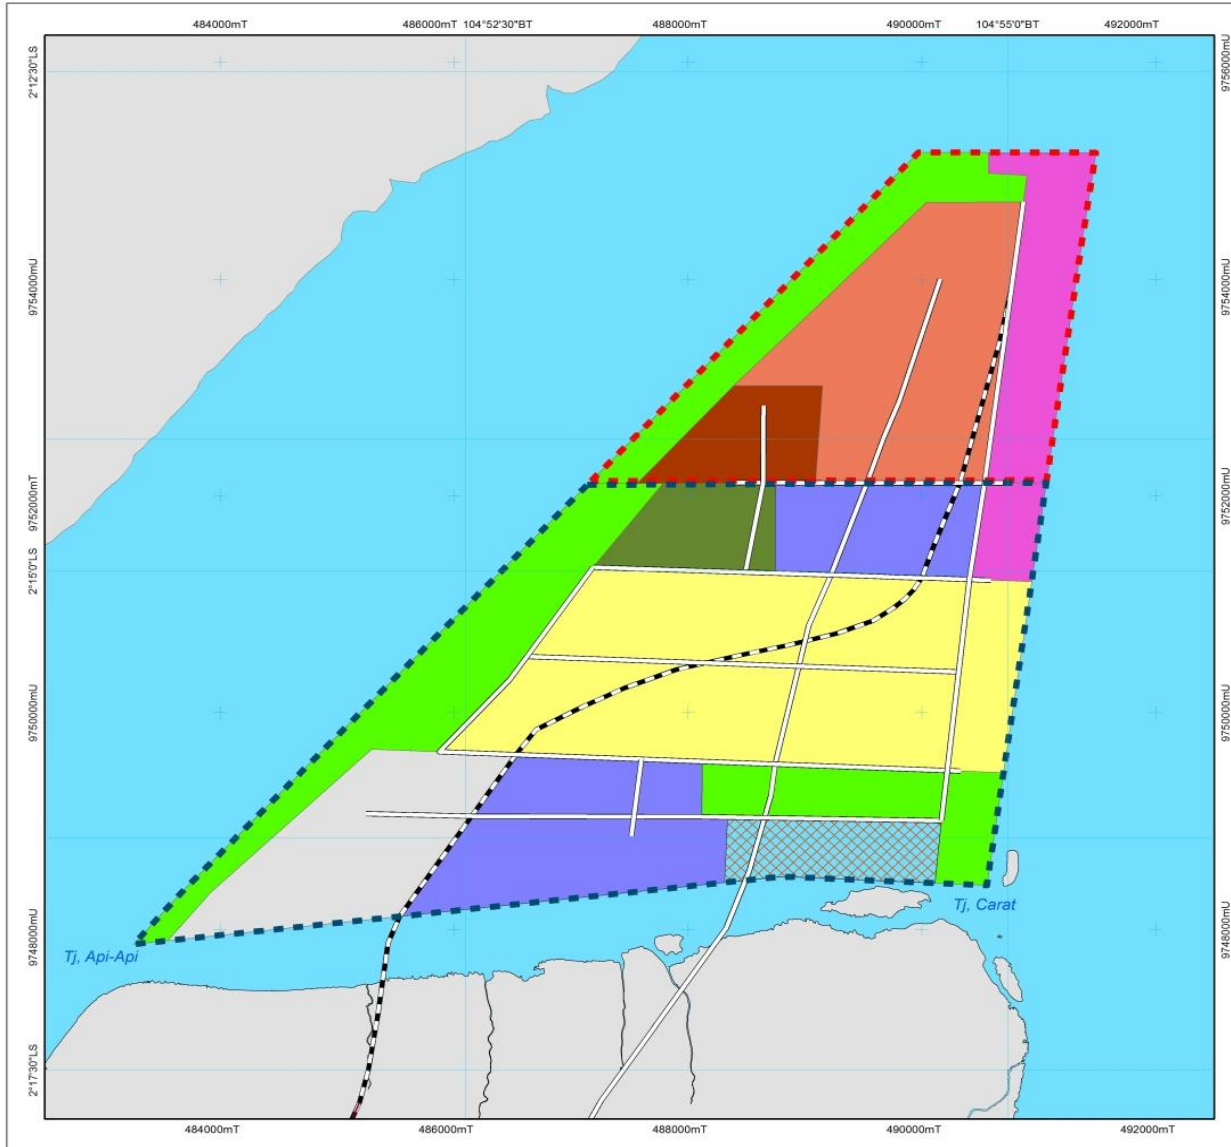 484000mT 486000mT 104°52'30"BT 488000mT 490000mT 104°55'0"BT 492000mT
2°12'30"LS 9756000mU
9754000mU 9754000mU
9752000mT 9752000mU
2°15'0"LS
9750000mU 9750000mU
Tj, Carat
9748000mU 9748000mU
Tj, Api-Api
2°17'30"LS
484000mT 486000mT 488000mT 490000mT 492000mT